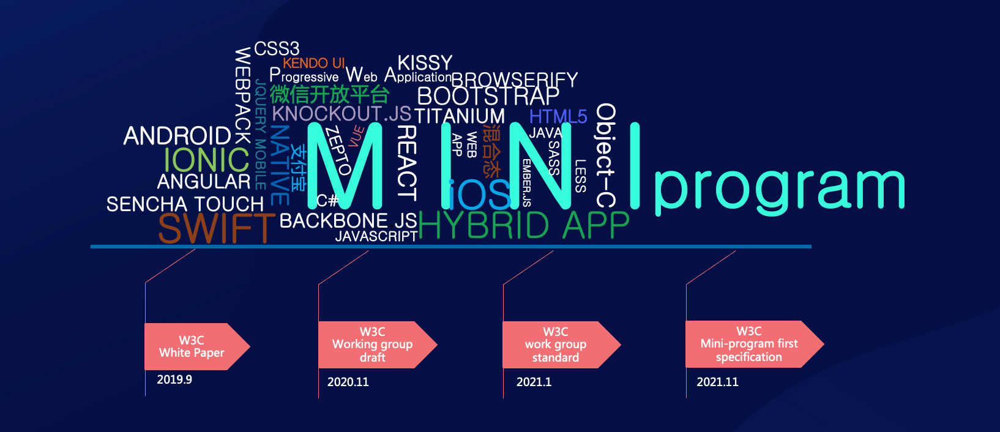 CSS3
WEBPACK
KENDO UI
KISSY
Progressive Web Application
BROWSERIFY
JQUERY MOBILE
微信开放平台
BOOTSTRAP
KNOCKOUT.JS
TITANIUM
HTML5
Object-C
ANDROID
NATIVE
支付宝
ZEPTO
VUE
REACT
WEB
APP
混合态
JAVA
SASS
EMBER.JS
LESS
IONIC
ANGULAR
MINI program
iOS
C#
SENCHA TOUCH
SWIFT
BACKBONE.JS
HYBRID APP
JAVASCRIPT
W3C
White Paper
2019.9
W3C
Working group
draft
2020.11
W3C
work group
standard
2021.1
W3C
Mini-program first
specification
2021.11